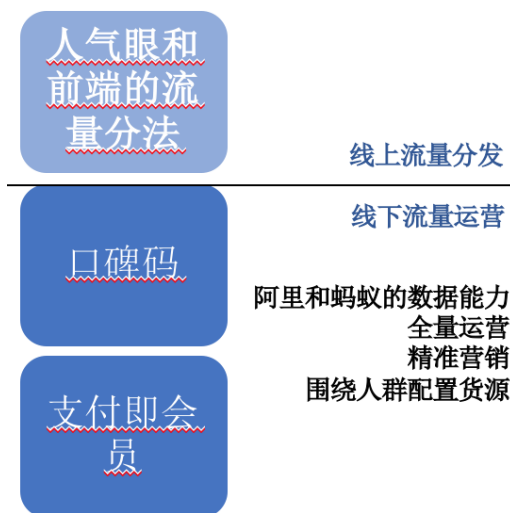 人气眼和
前端的流
量分法
线上流量分发
线下流量运营
口碑码
阿里和蚂蚁的数据能力
全量运营
精准营销
围绕人群配置货源
支付即会
员